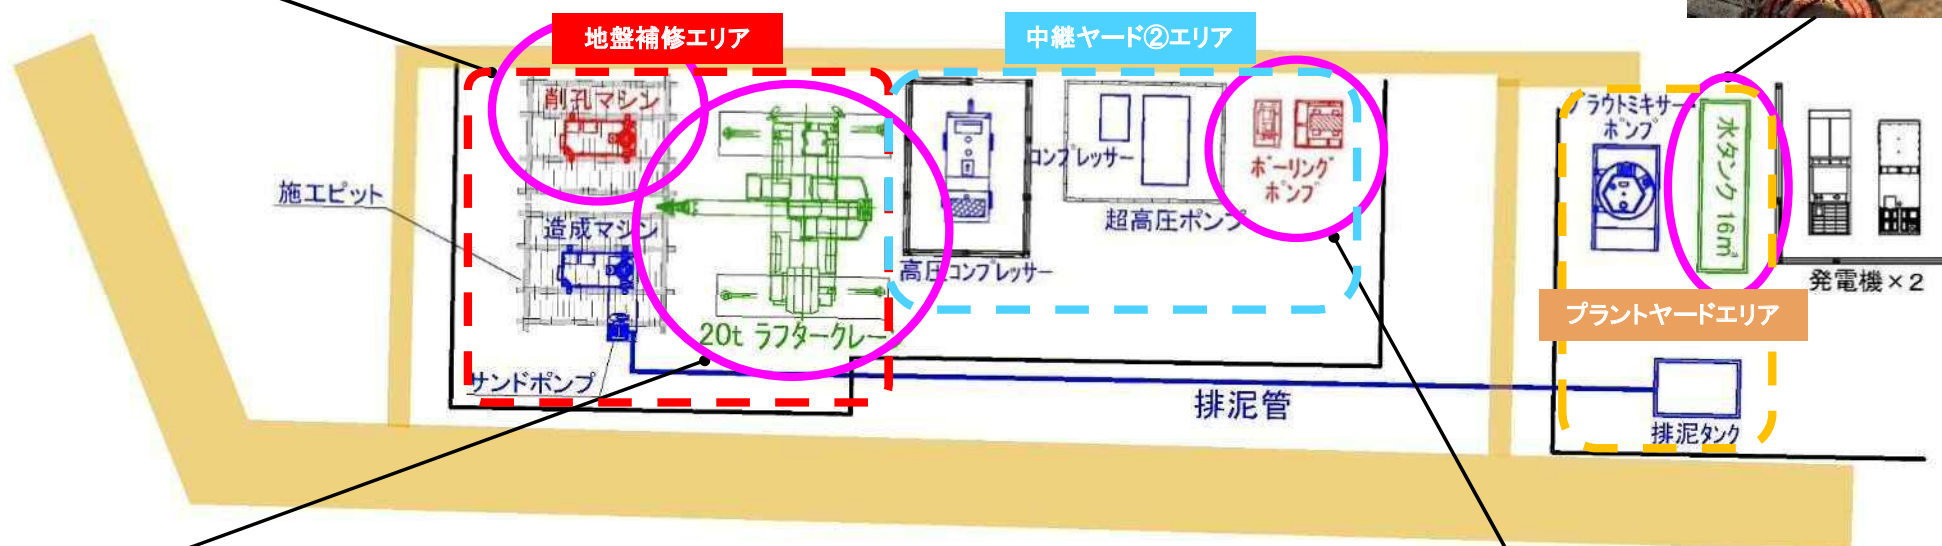 地盤補修エリア
中継ヤード②エリア
削孔マシン
施工ピット
造成マシン
サンドポンプ
20t ラフタークレー
高圧コンプレッサー
コンプレッサー
超高圧ポンプ
ボーリング
ポンプ
グラウトミキサー
ポンプ
水タンク 16m³
発電機×2
プラントヤードエリア
排泥管
排泥タンク